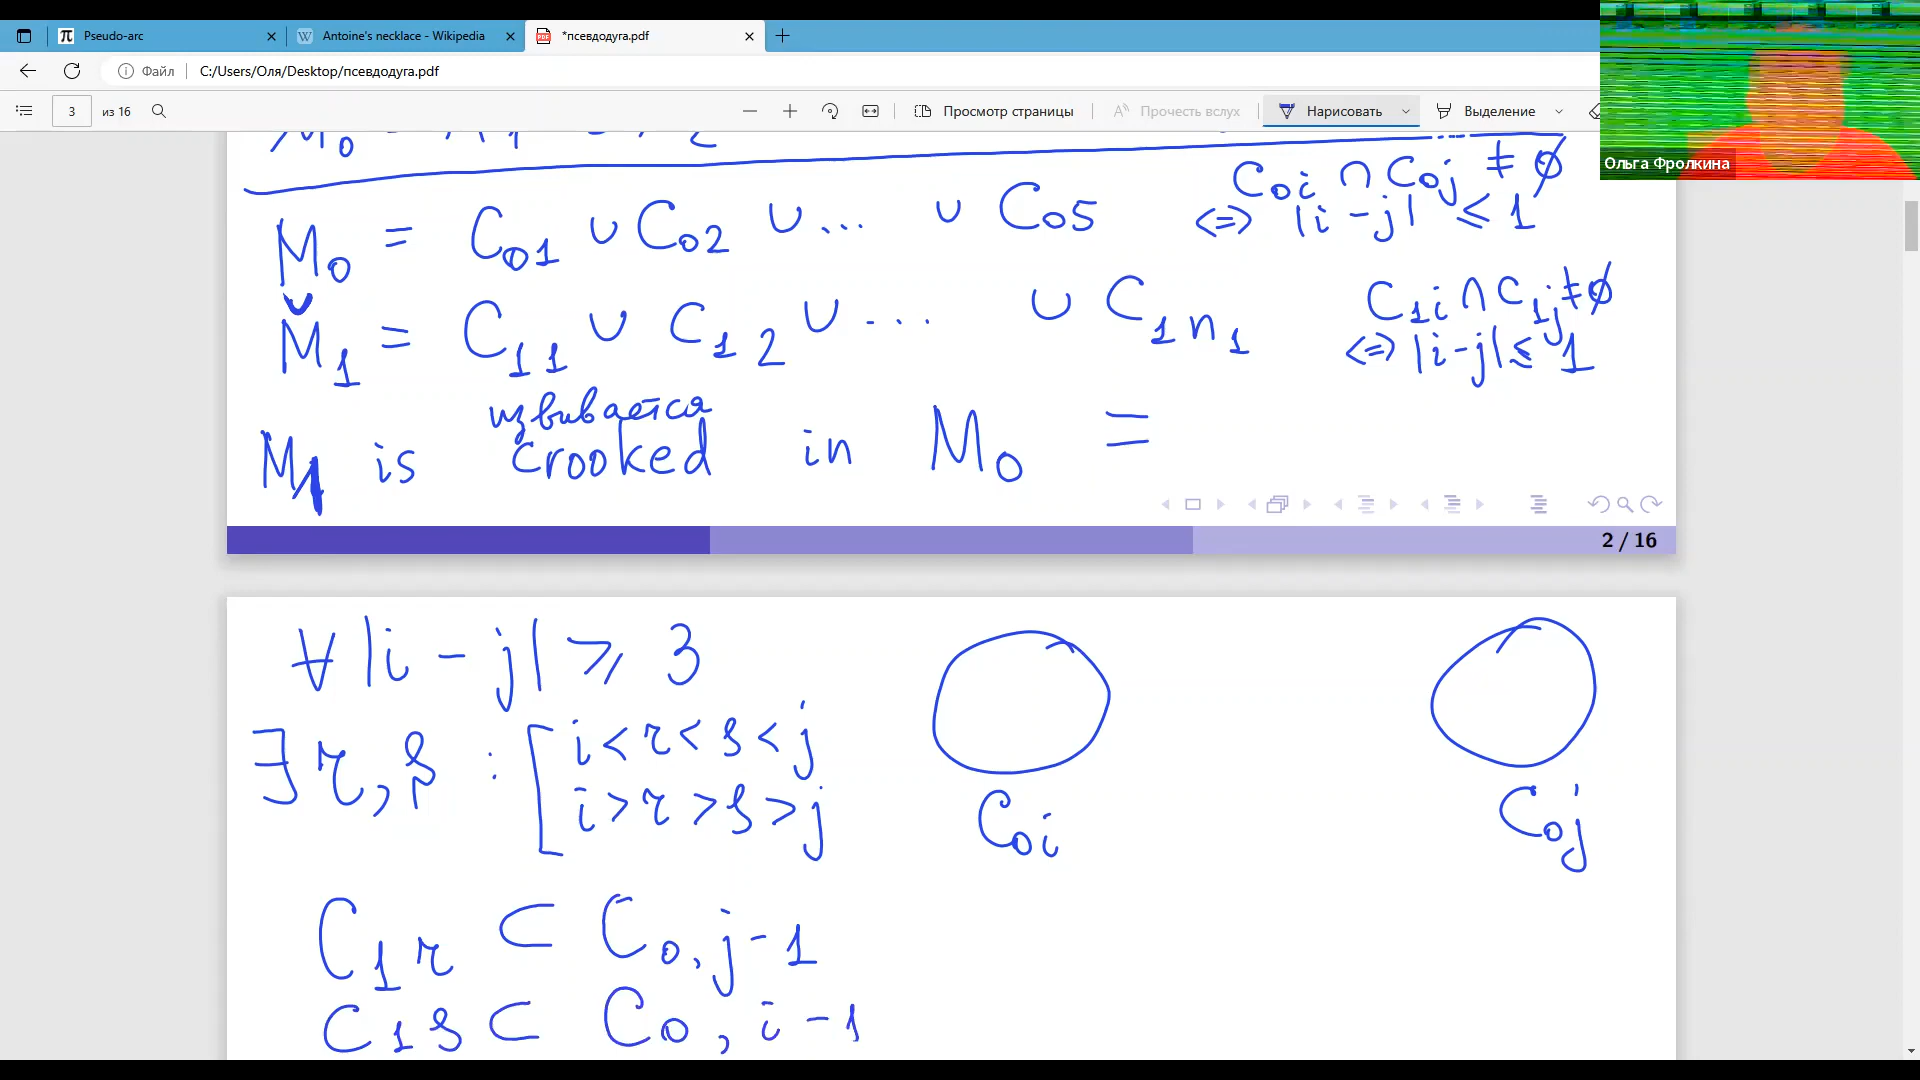 Pseudo-arc
Antoine's necklace - Wikipedia
*псевдодуга.pdf
Файл
C:/Users/Оля/Desktop/псевдодуга.pdf
3 из 16
Просмотр страницы
Прочесть вслух
Нарисовать
Выделение
Ольга Фролкина
C0i ∩ C0j ≠ ∅
⇔ |i - j| ≤ 1
M0 = C01 ∪ C02 ∪ ... ∪ C05
∪
M1 = C11 ∪ C12 ∪ ... ∪ C1n1
C1i ∩ C1j ≠ ∅
⇔ |i-j| ≤ 1
извивается
M1 is crooked in M0 =
2 / 16
∀ |i - j| ⩾ 3
∃ r, s : [ i < r < s < j
i > r > s > j
C0i
C0j
C1r ⊂ C0, j-1
C1s ⊂ C0, i-1